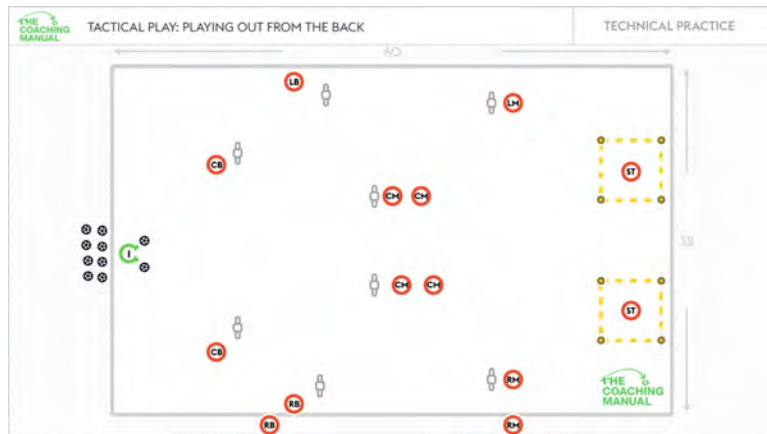 THE
COACHING
MANUAL
TACTICAL PLAY: PLAYING OUT FROM THE BACK
TECHNICAL PRACTICE
60
LB
LM
CB
ST
CM CM
1
CM CM
ST
CB
RM
RB
THE
COACHING
MANUAL
RB
RM